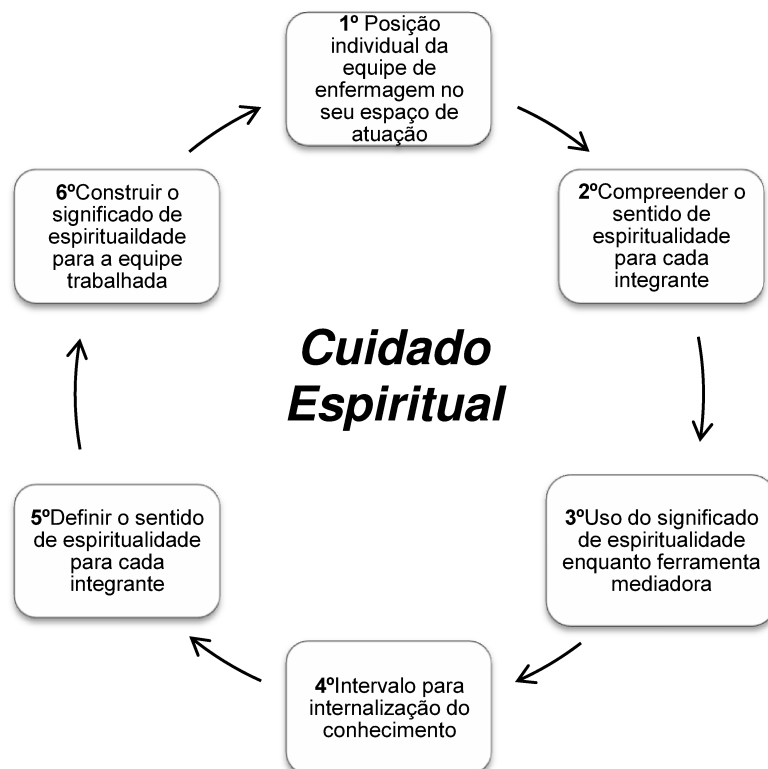 1º Posição
individual da
equipe de
enfermagem no
seu espaço de
atuação
2ºCompreender o
sentido de
espiritualidade
para cada
integrante
3ºUso do significado
de espiritualidade
enquanto ferramenta
mediadora
4ºIntervalo para
internalização do
conhecimento
5ºDefinir o sentido
de espiritualidade
para cada
integrante
6ºConstruir o
significado de
espirituaildade
para a equipe
trabalhada
Cuidado
Espiritual